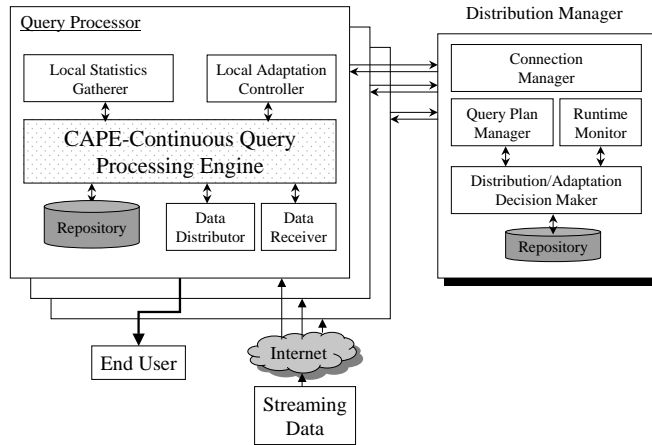 Query Processor
Local Statistics
Gatherer
Local Adaptation
Controller
CAPE-Continuous Query
Processing Engine
Repository
Data
Distributor
Data
Receiver
Distribution Manager
Connection
Manager
Query Plan
Manager
Runtime
Monitor
Distribution/Adaptation
Decision Maker
Repository
End User
Internet
Streaming
Data